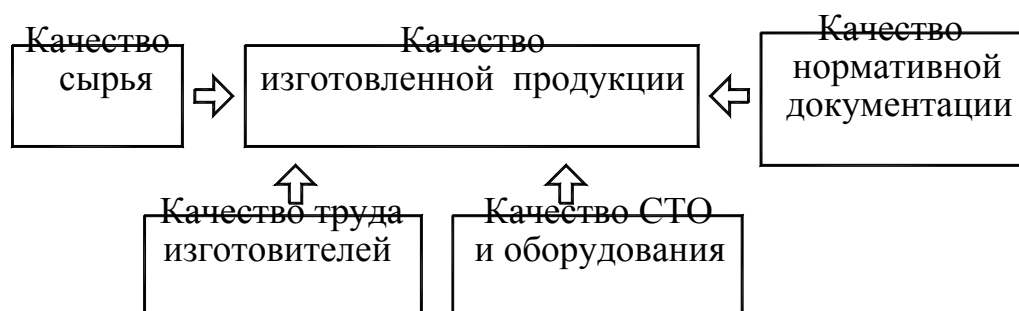 Качество
сырья
Качество
изготовленной продукции
Качество
нормативной
документации
Качество труда
изготовителей
Качество СТО
и оборудования